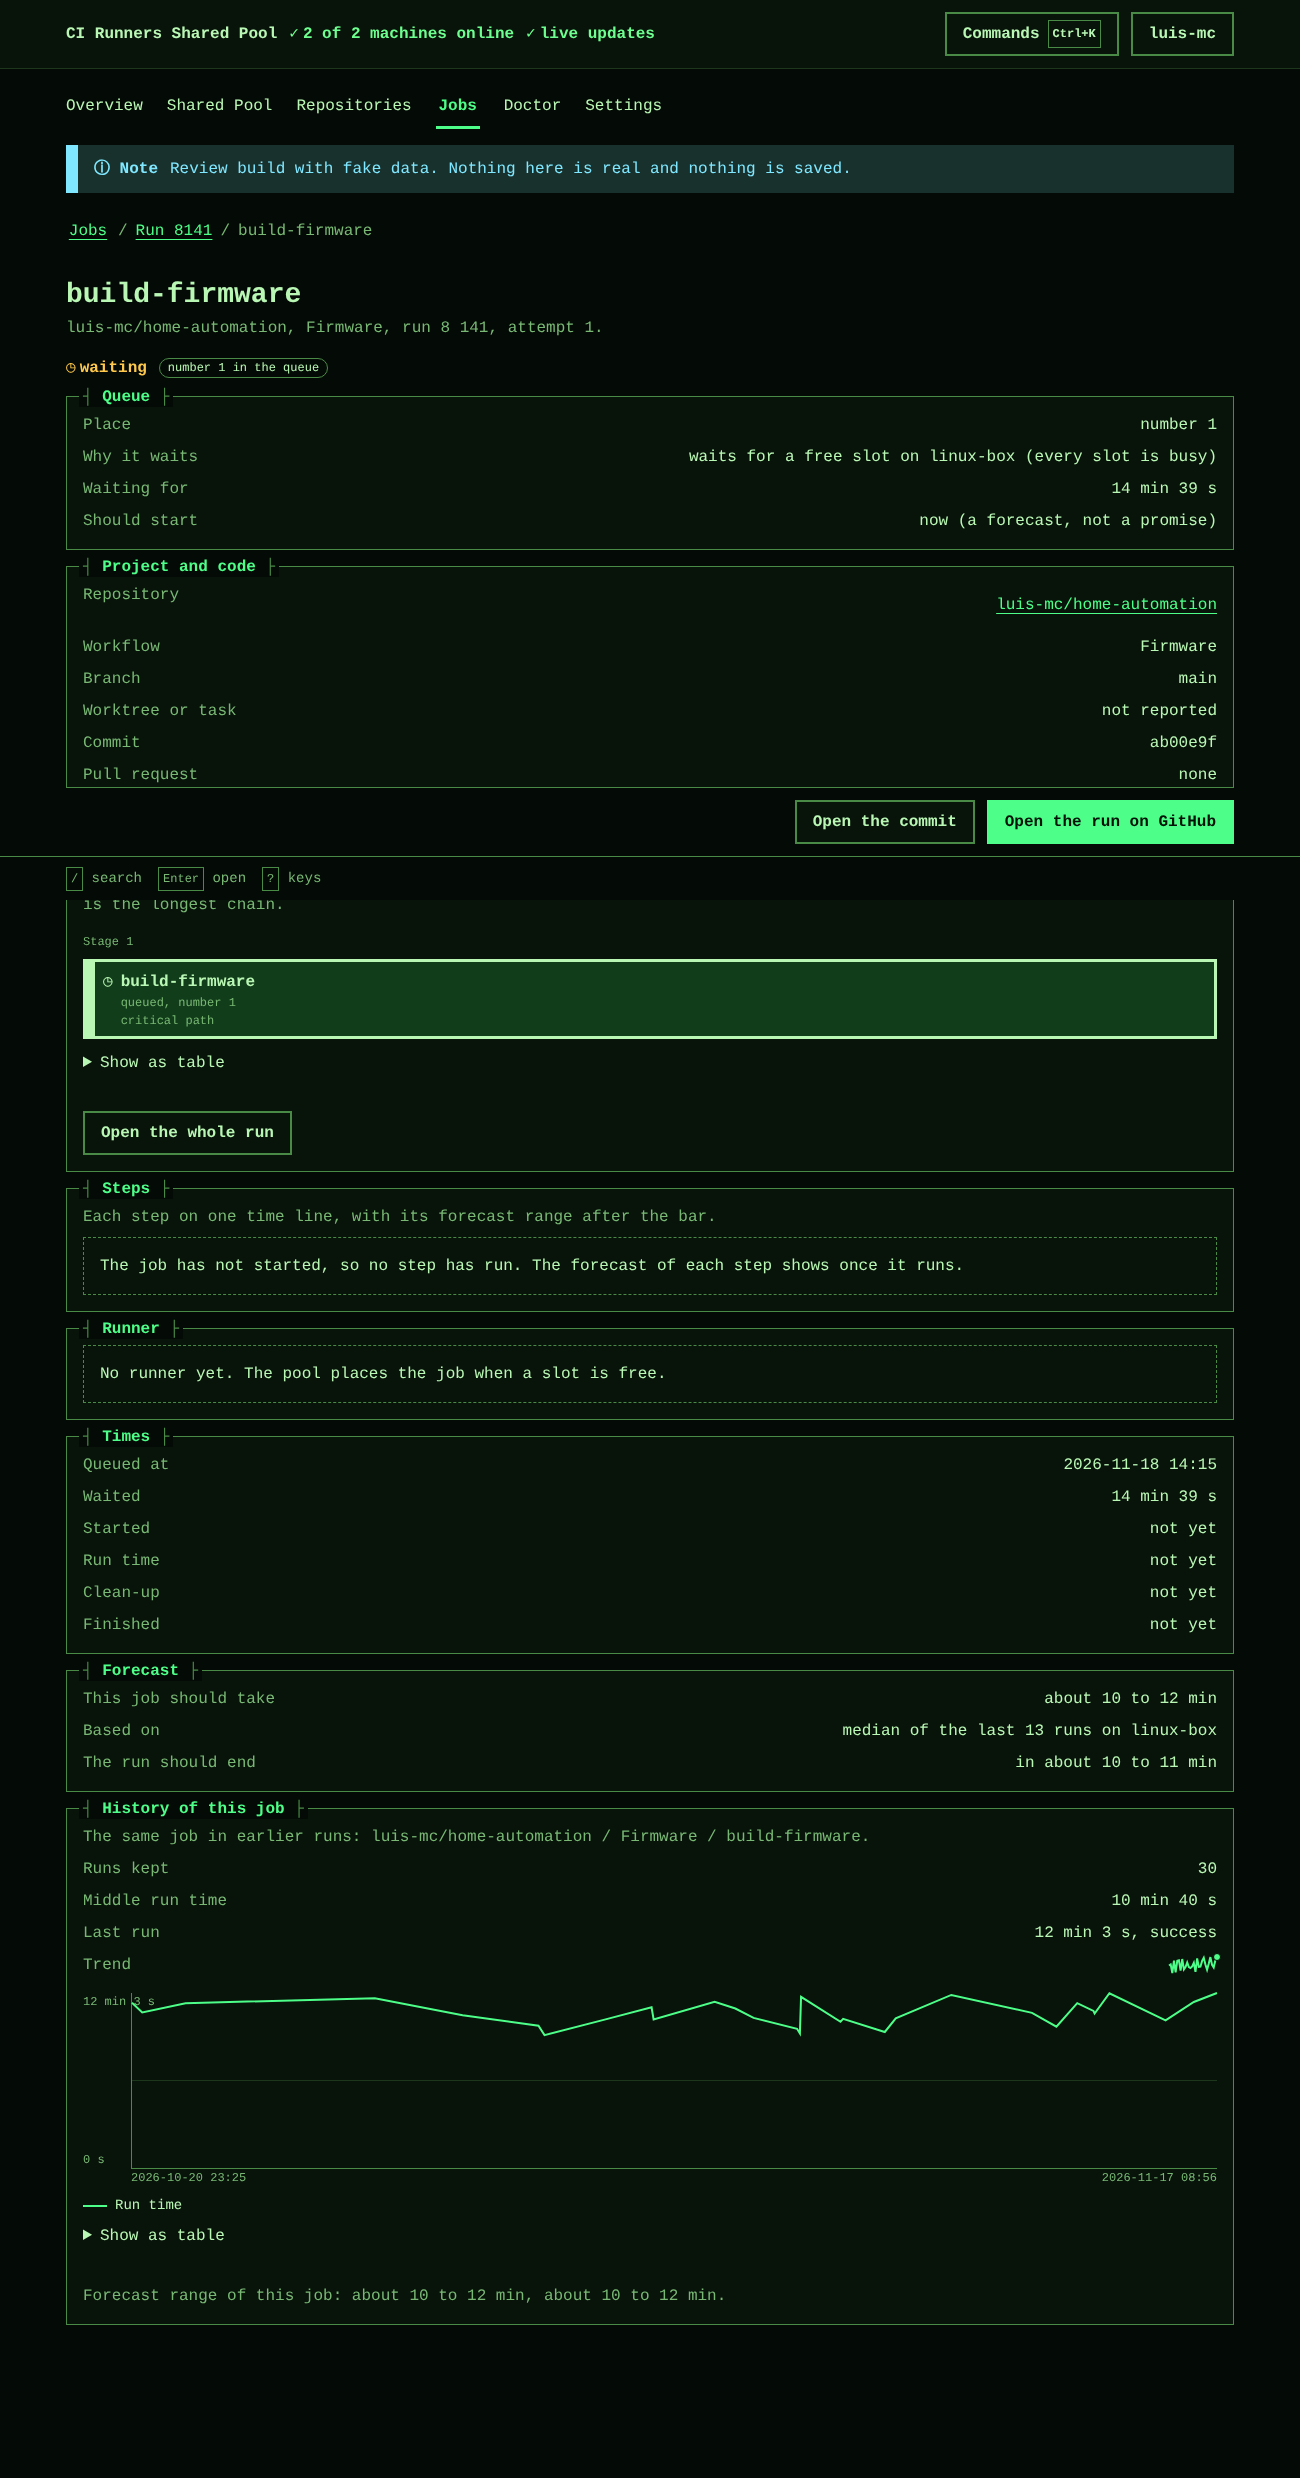 CI Runners Shared Pool ✓ 2 of 2 machines online ✓ live updates Commands Ctrl+K luis-mc
Overview Shared Pool Repositories Jobs Doctor Settings
ⓘ Note Review build with fake data. Nothing here is real and nothing is saved.
Jobs / Run 8141 / build-firmware
build-firmware
luis-mc/home-automation, Firmware, run 8 141, attempt 1.
◷ waiting number 1 in the queue
Queue
Place number 1
Why it waits waits for a free slot on linux-box (every slot is busy)
Waiting for 14 min 39 s
Should start now (a forecast, not a promise)
Project and code
Repository luis-mc/home-automation
Workflow Firmware
Branch main
Worktree or task not reported
Commit ab00e9f
Pull request none
Open the commit Open the run on GitHub
/ search Enter open ? keys
is the longest chain.
Stage 1
◷ build-firmware
queued, number 1
critical path
▶ Show as table
Open the whole run
Steps
Each step on one time line, with its forecast range after the bar.
The job has not started, so no step has run. The forecast of each step shows once it runs.
Runner
No runner yet. The pool places the job when a slot is free.
Times
Queued at 2026-11-18 14:15
Waited 14 min 39 s
Started not yet
Run time not yet
Clean-up not yet
Finished not yet
Forecast
This job should take about 10 to 12 min
Based on median of the last 13 runs on linux-box
The run should end in about 10 to 11 min
History of this job
The same job in earlier runs: luis-mc/home-automation / Firmware / build-firmware.
Runs kept 30
Middle run time 10 min 40 s
Last run 12 min 3 s, success
Trend
12 min 3 s
0 s
2026-10-20 23:25 2026-11-17 08:56
Run time
▶ Show as table
Forecast range of this job: about 10 to 12 min, about 10 to 12 min.